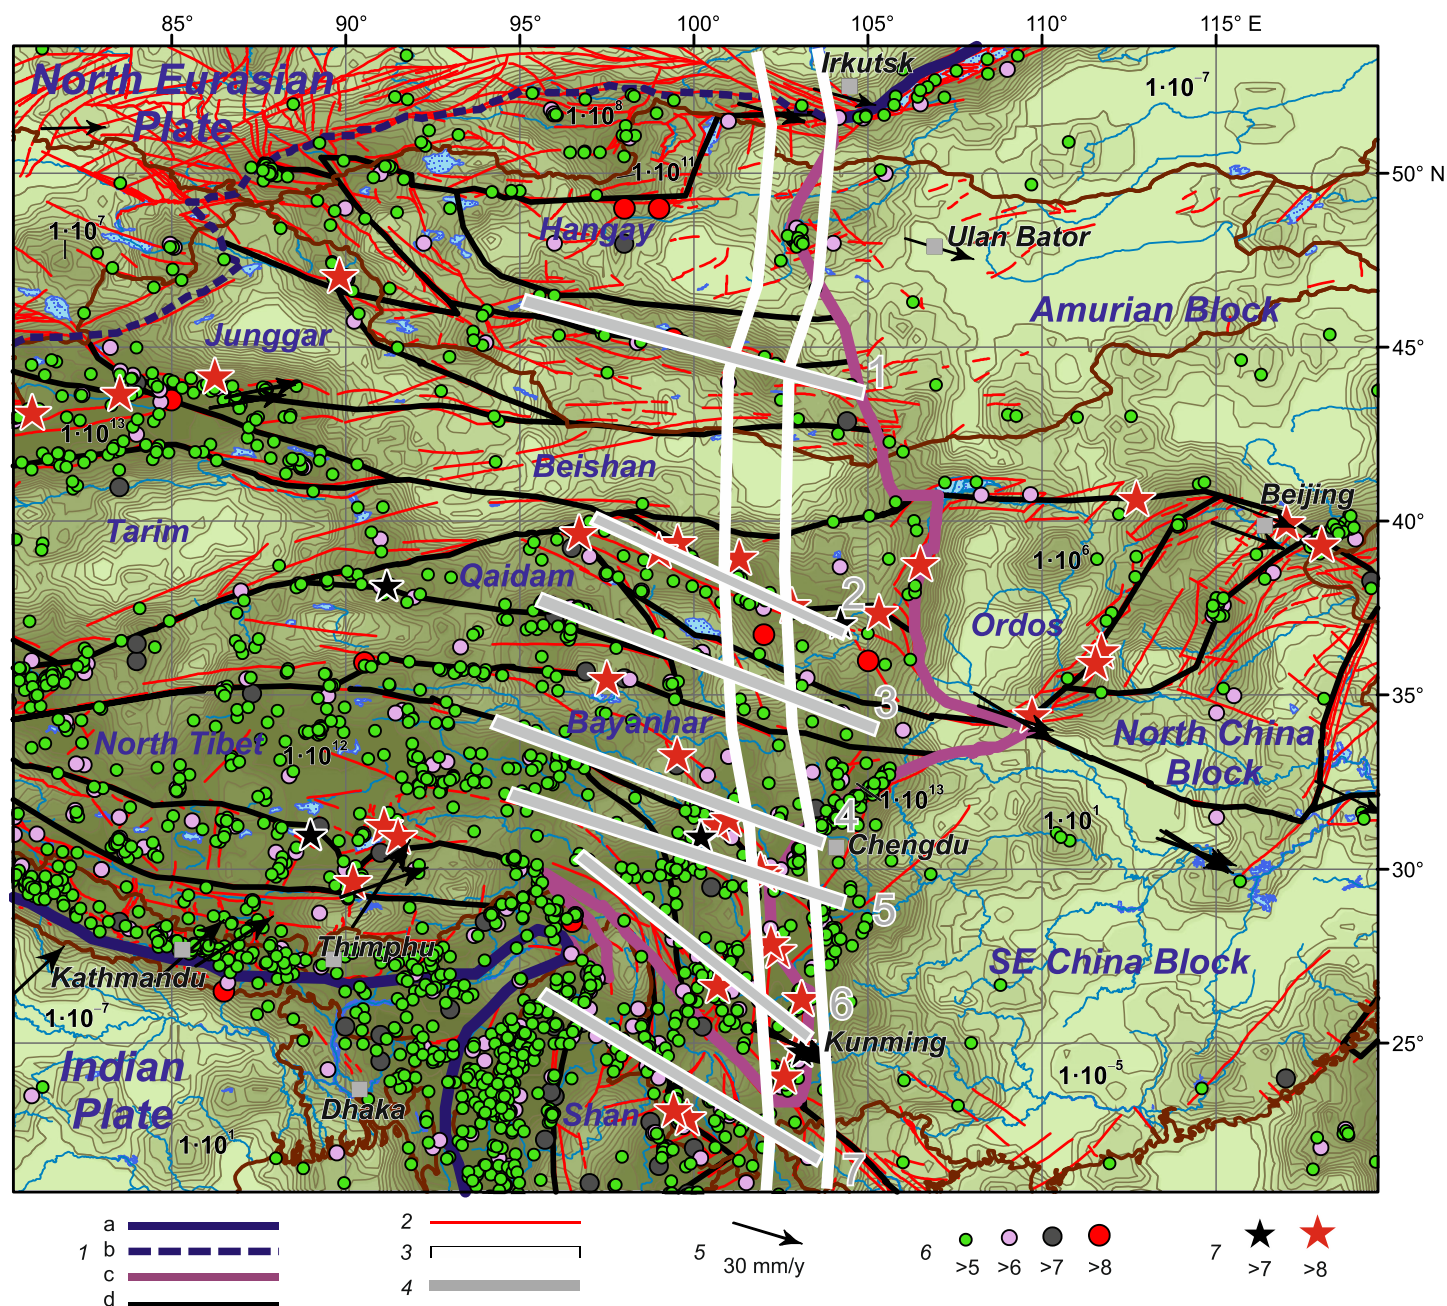 85° 90° 95° 100° 105° 110° 115° E
Irkutsk
North Eurasian
Plate
1·10⁻⁷
1·10⁸
1·10¹¹
50° N
1·10⁷
Hangay
Ulan Bator
Amurian Block
Junggar
45°
1
1·10¹³
Beishan
Beijing
Tarim
40°
1·10⁶
Qaidam
2
Ordos
35°
3
Bayanhar
North Tibet
1·10¹²
North China
Block
1·10¹³
4
1·10¹
Chengdu
30°
5
Thimphu
Kathmandu
SE China Block
6
1·10⁻⁷
Kunming
25°
Indian
Plate
1·10⁻⁵
Dhaka
Shan
1·10¹
7
1 a b c d
2
3
4
5 30 mm/y
6 >5 >6 >7 >8
7 >7 >8